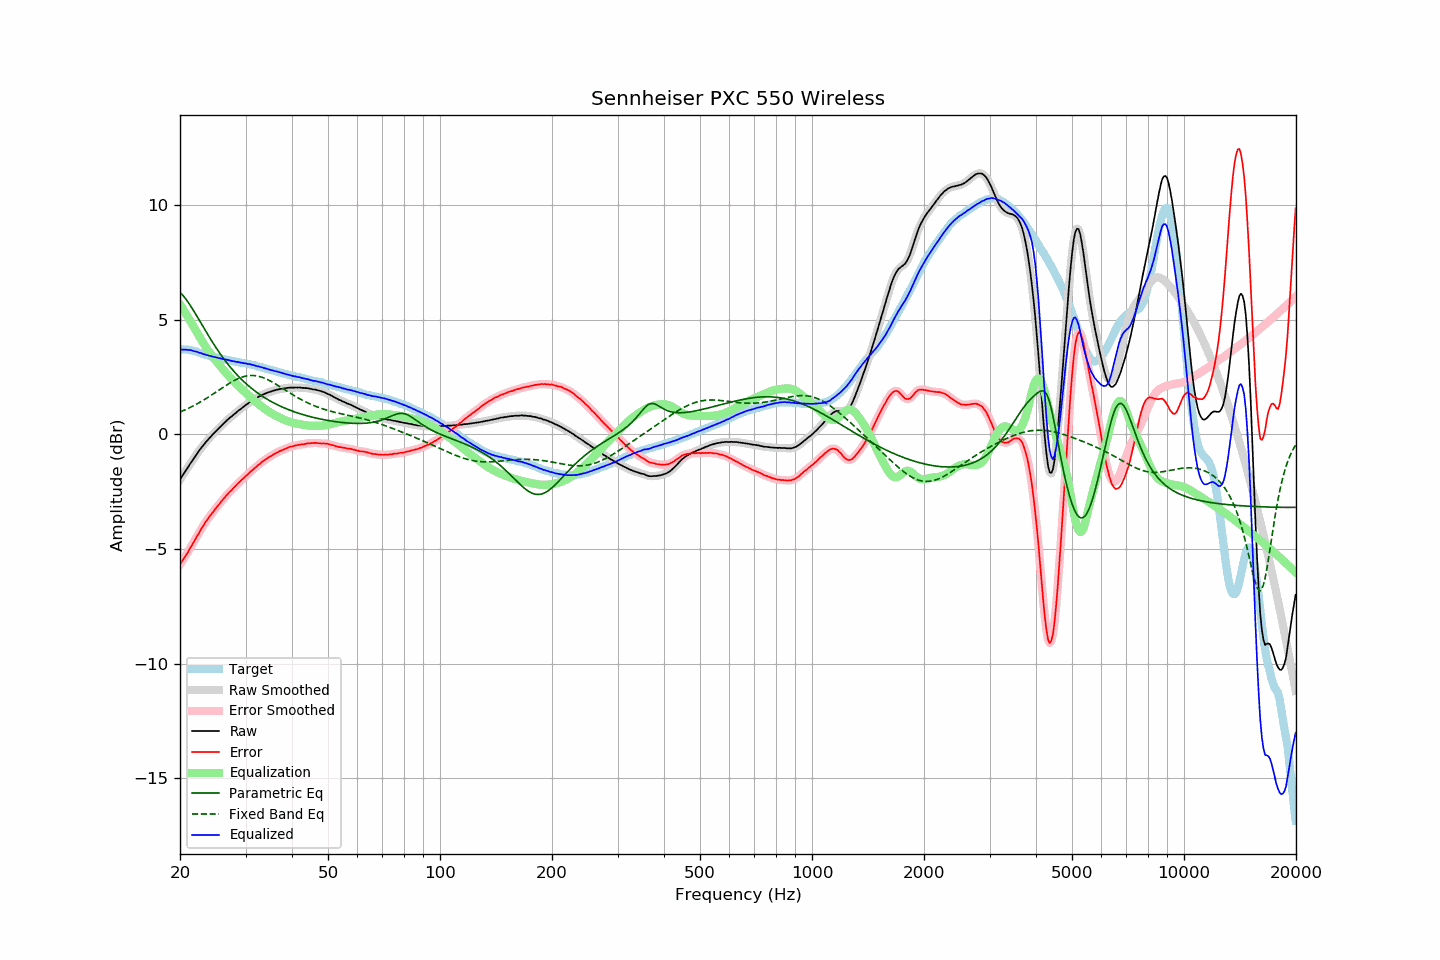 Sennheiser PXC 550 Wireless
Amplitude (dBr)
10
5
0
−5
−10
−15
Target
Raw Smoothed
Error Smoothed
Raw
Error
Equalization
Parametric Eq
Fixed Band Eq
Equalized
20 50 100 200 500 1000 2000 5000 10000 20000
Frequency (Hz)